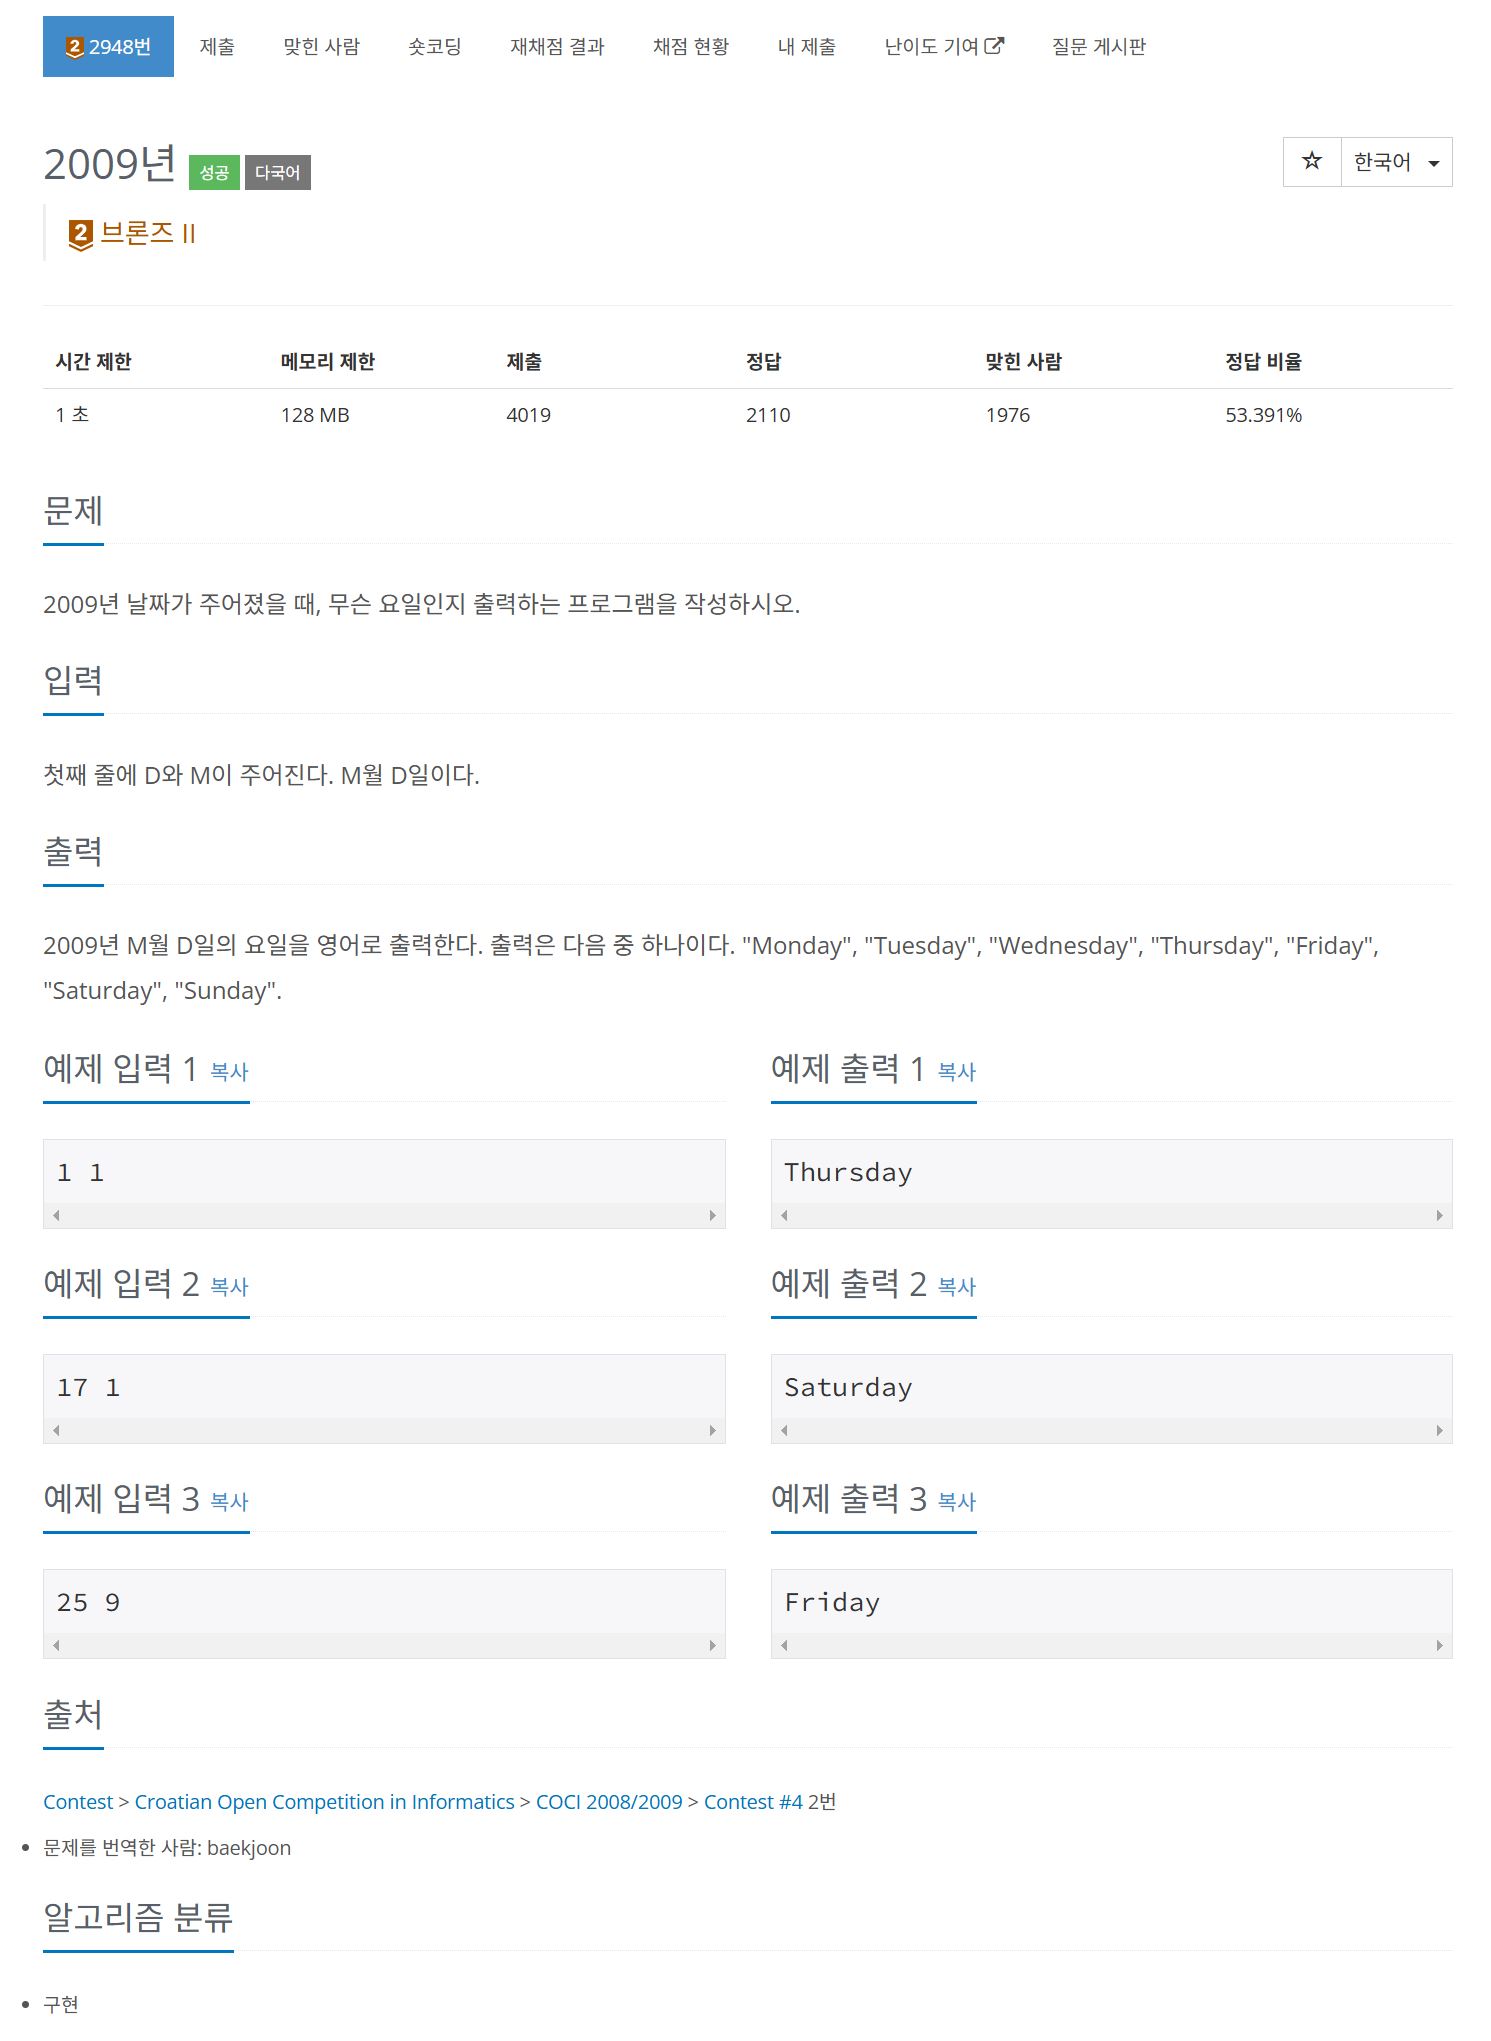 2 2948번 제출 맞힌 사람 숏코딩 재채점 결과 채점 현황 내 제출 난이도 기여 질문 게시판
2009년 성공 다국어 한국어
2 브론즈 II
시간 제한 메모리 제한 제출 정답 맞힌 사람 정답 비율
1 초 128 MB 4019 2110 1976 53.391%
문제
2009년 날짜가 주어졌을 때, 무슨 요일인지 출력하는 프로그램을 작성하시오.
입력
첫째 줄에 D와 M이 주어진다. M월 D일이다.
출력
2009년 M월 D일의 요일을 영어로 출력한다. 출력은 다음 중 하나이다. "Monday", "Tuesday", "Wednesday", "Thursday", "Friday",
"Saturday", "Sunday".
예제 입력 1 복사 예제 출력 1 복사
1 1 Thursday
예제 입력 2 복사 예제 출력 2 복사
17 1 Saturday
예제 입력 3 복사 예제 출력 3 복사
25 9 Friday
출처
Contest > Croatian Open Competition in Informatics > COCI 2008/2009 > Contest #4 2번
문제를 번역한 사람: baekjoon
알고리즘 분류
구현